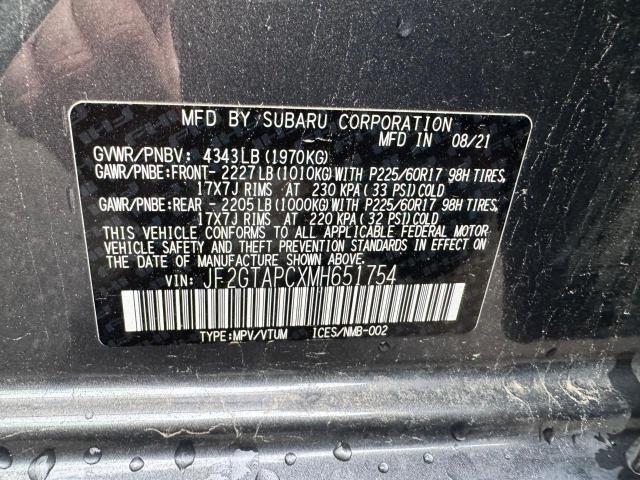 MFD BY SUBARU CORPORATION
MFD IN 08/21
GVWR/PNBV: 4343LB(1970KG)
GAWR/PNBE:FRONT- 2227LB(1010KG)WITH P225/60R17 98H TIRES,
17X7J RIMS AT 230 KPA(33 PSI)COLD
GAWR/PNBE:REAR - 2205LB(1000KG)WITH P225/60R17 98H TIRES,
17X7J RIMS AT 220 KPA(32 PSI)COLD
THIS VEHICLE CONFORMS TO ALL APPLICABLE FEDERAL MOTOR
VEHICLE SAFETY AND THEFT PREVENTION STANDARDS IN EFFECT
ON THE DATE OF MANUFACTURE SHOWN ABOVE.
VIN: JF2GTAPCXMH651754
TYPE:MPV/VTUM ICES/NMB-002